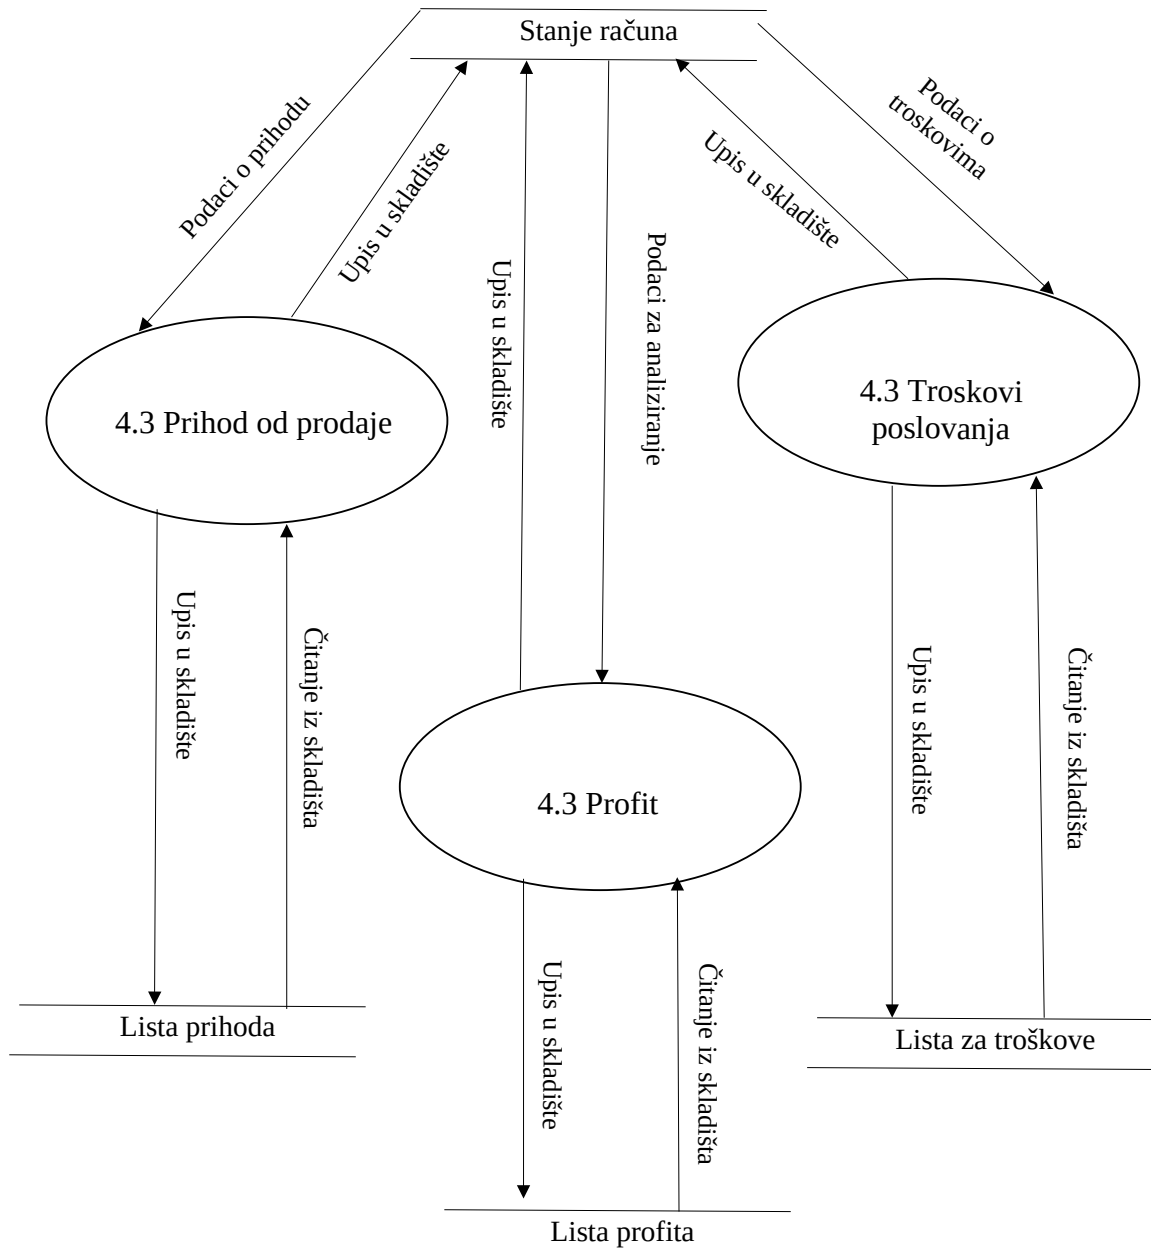 Stanje računa
Podaci o prihodu
Upis u skladište
Upis u skladište
Podaci za analiziranje
Upis u skladište
Podaci o
troskovima
4.3 Prihod od prodaje
4.3 Troskovi
poslovanja
Upis u skladište
Čitanje iz skladišta
Upis u skladište
Čitanje iz skladišta
4.3 Profit
Upis u skladište
Čitanje iz skladišta
Lista prihoda
Lista za troškove
Lista profita